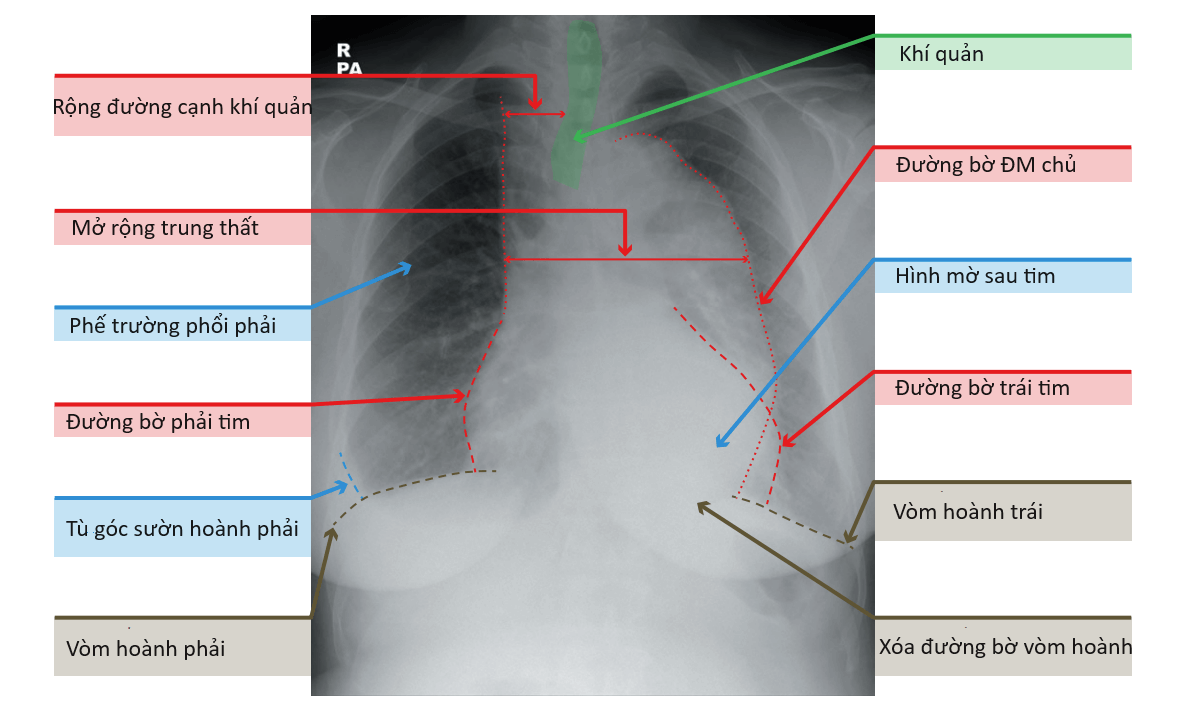 R
PA
Rộng đường cạnh khí quản
Mở rộng trung thất
Phế trường phổi phải
Đường bờ phải tim
Tù góc sườn hoành phải
Vòm hoành phải
Khí quản
Đường bờ ĐM chủ
Hình mờ sau tim
Đường bờ trái tim
Vòm hoành trái
Xóa đường bờ vòm hoành